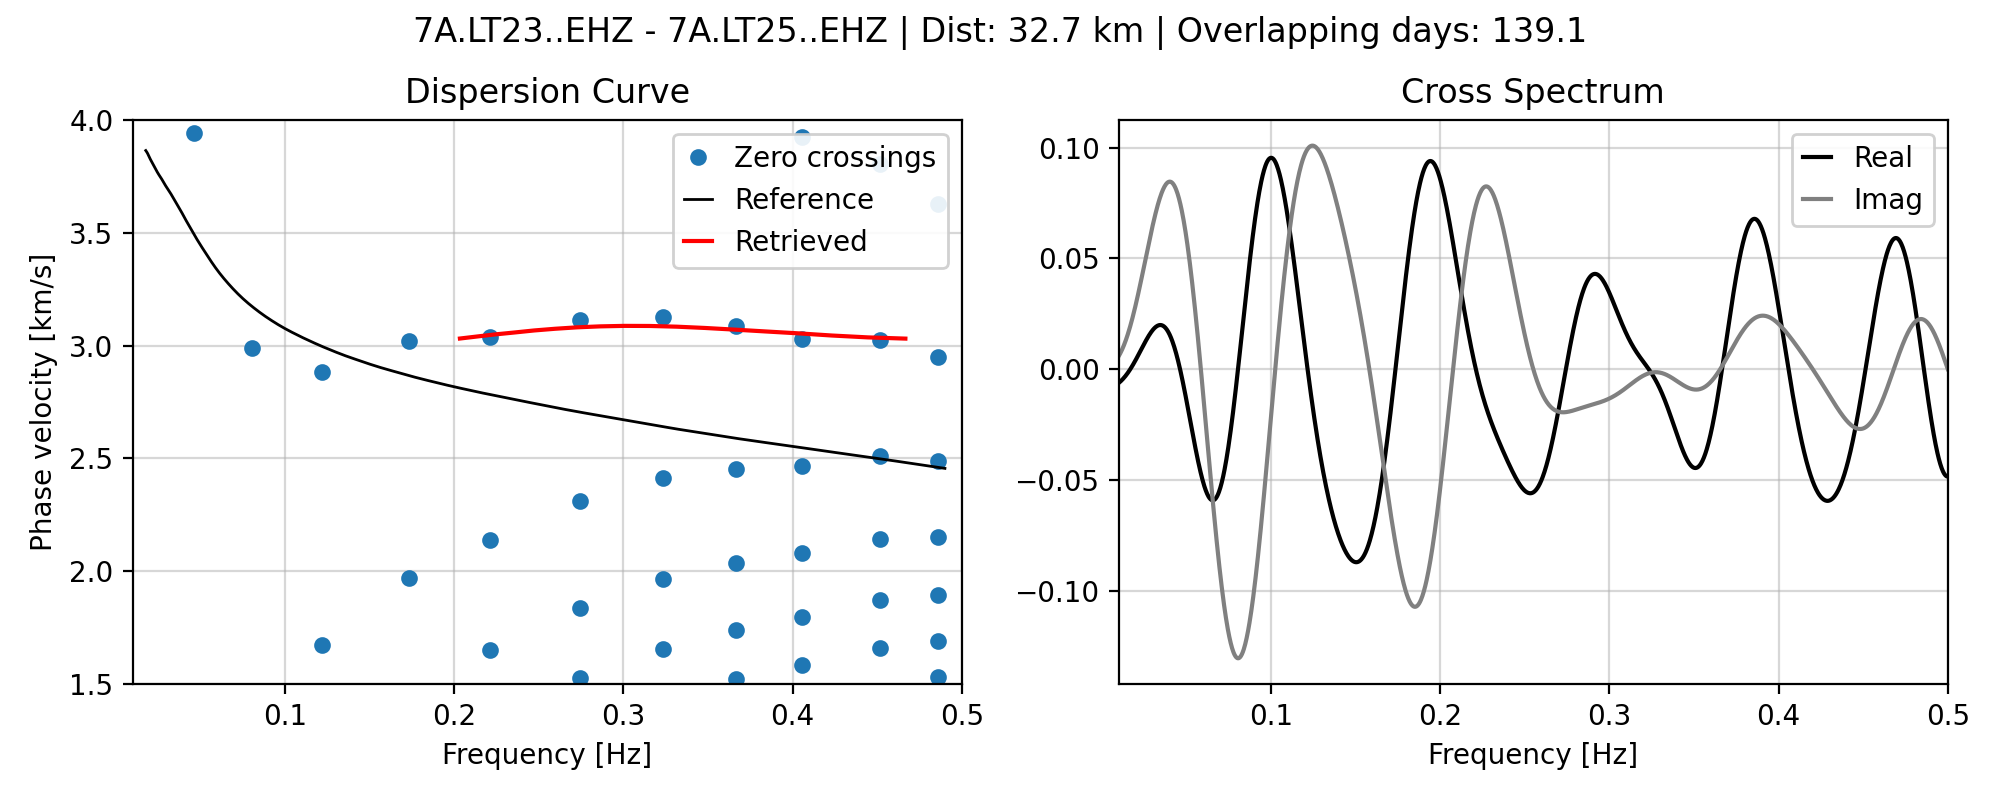 7A.LT23..EHZ - 7A.LT25..EHZ | Dist: 32.7 km | Overlapping days: 139.1
Dispersion Curve
4.0
3.5
3.0
2.5
2.0
1.5
Phase velocity [km/s]
Zero crossings
Reference
Retrieved
0.1 0.2 0.3 0.4 0.5
Frequency [Hz]
Cross Spectrum
0.10
0.05
0.00
−0.05
−0.10
Real
Imag
0.1 0.2 0.3 0.4 0.5
Frequency [Hz]